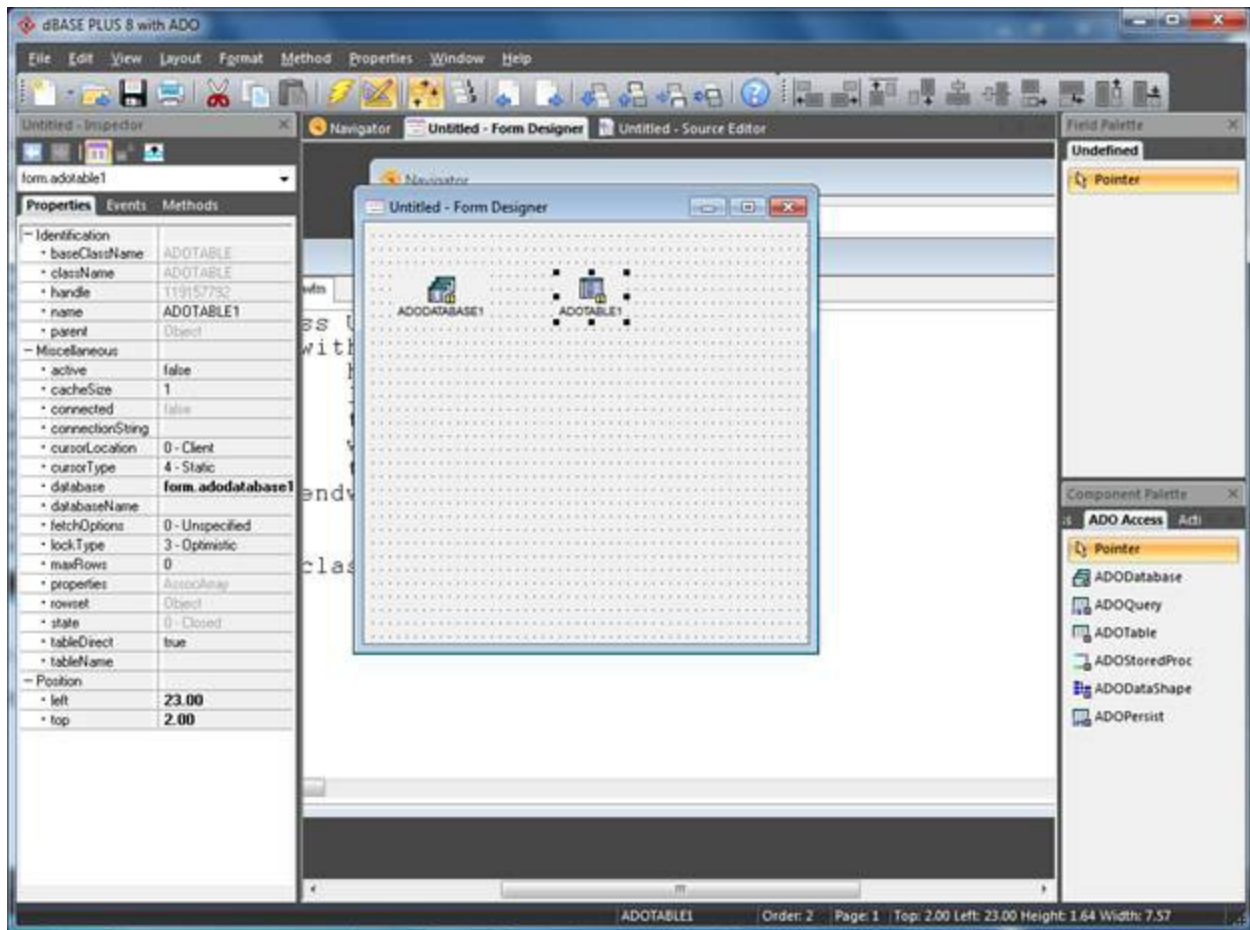 dBASE PLUS 8 with ADO
File Edit View Layout Format Method Properties Window Help
Untitled - Inspector
form.adotable1
Properties Events Methods
Identification
baseClassName ADOTABLE
className ADOTABLE
handle 119157792
name ADOTABLE1
parent Object
Miscellaneous
active false
cacheSize 1
connected false
connectionString
cursorLocation 0 - Client
cursorType 4 - Static
database form.adodatabase1
databaseName
fetchOptions 0 - Unspecified
lockType 3 - Optimistic
maxRows 0
properties AssocArray
rowset Object
state 0 - Closed
tableDirect true
tableName
Position
left 23.00
top 2.00
Navigator Untitled - Form Designer Untitled - Source Editor
Navigator
Untitled - Form Designer
ADODATABASE1 ADOTABLE1
Field Palette
Undefined
Pointer
Component Palette
ADO Access Acti
Pointer
ADODatabase
ADOQuery
ADOTable
ADOStoredProc
ADODataShape
ADOPersist
ADOTABLE1 Order: 2 Page: 1 Top: 2.00 Left: 23.00 Height: 1.64 Width: 7.57